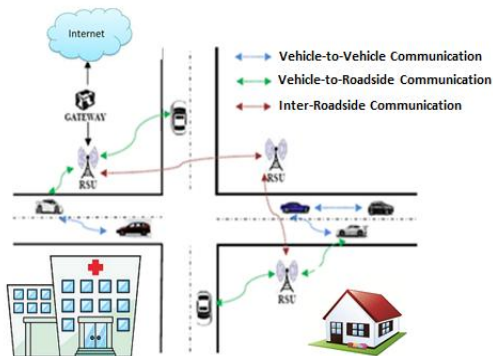 Internet
Vehicle-to-Vehicle Communication
Vehicle-to-Roadside Communication
Inter-Roadside Communication
GATEWAY
RSU
RSU
RSU